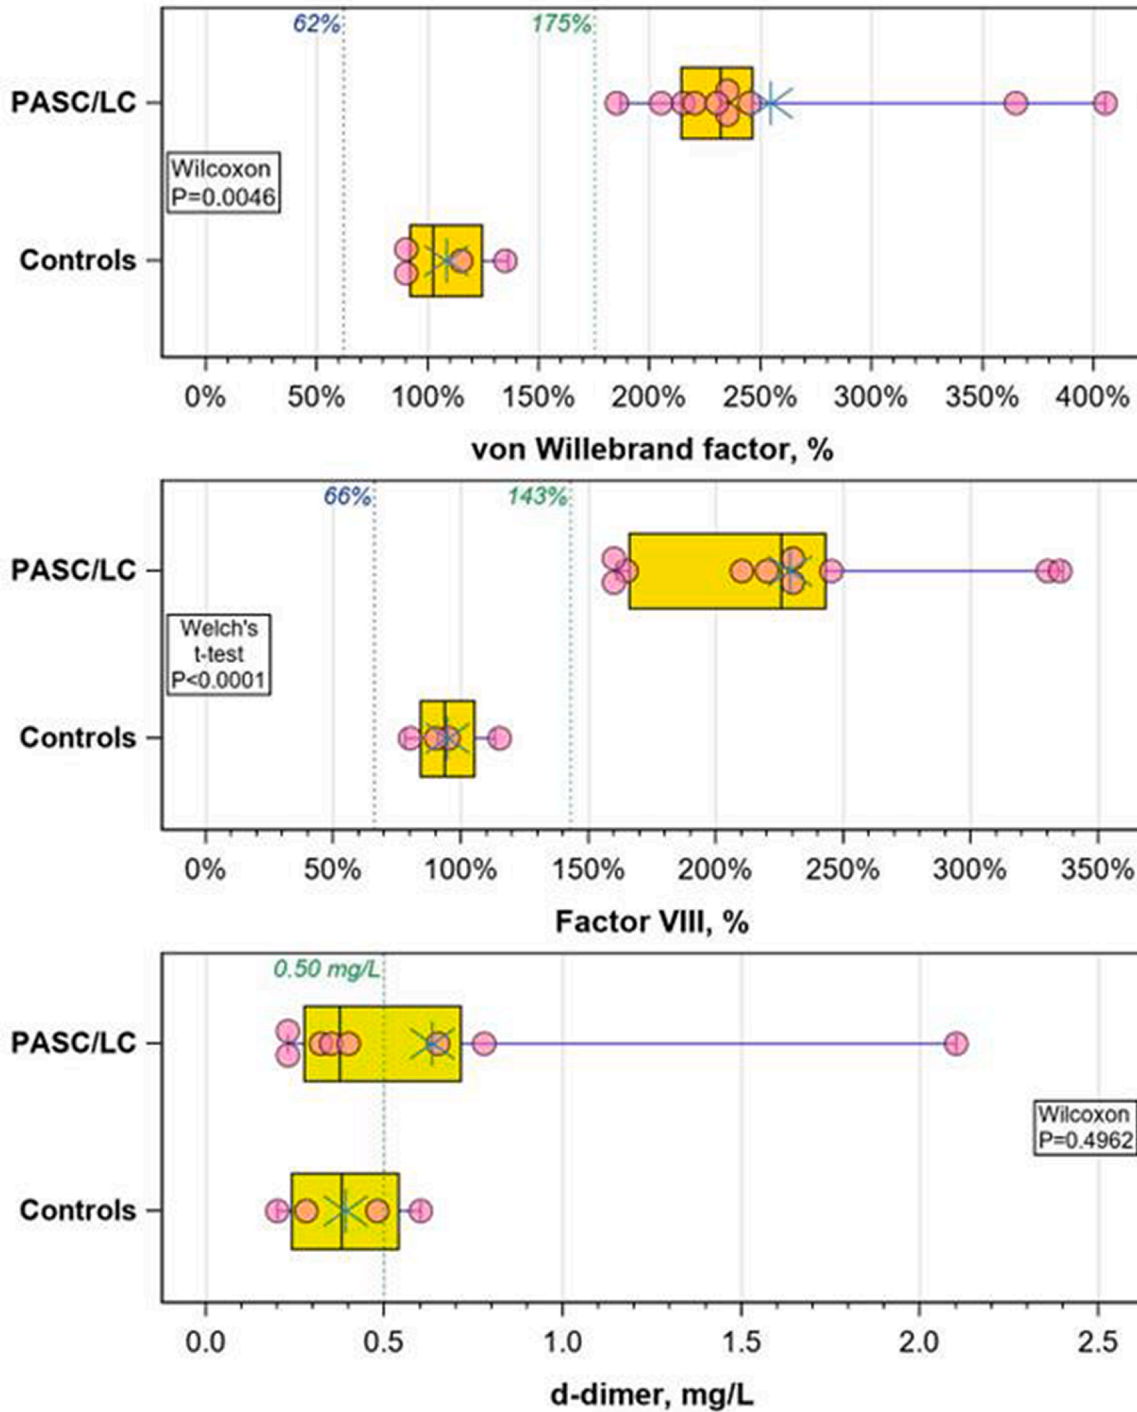 62%
175%
PASC/LC
Wilcoxon
P=0.0046
Controls
0% 50% 100% 150% 200% 250% 300% 350% 400%
von Willebrand factor, %
66%
143%
PASC/LC
Welch's
t-test
P<0.0001
Controls
0% 50% 100% 150% 200% 250% 300% 350%
Factor VIII, %
0.50 mg/L
PASC/LC
Wilcoxon
P=0.4962
Controls
0.0 0.5 1.0 1.5 2.0 2.5
d-dimer, mg/L